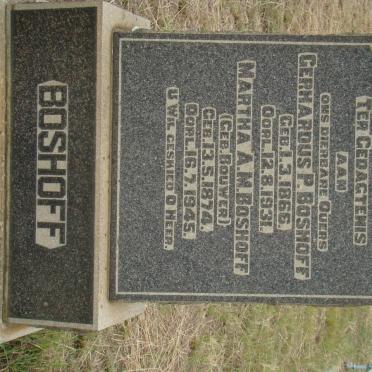 TER GEDAGTENIS
AAN
ONS DIERBARE OUERS
GERHARDUS P. BOSHOFF
GEB. 1.3.1866.
OORL. 12.8.1931.
MARTHA A.M. BOSHOFF
(GEB. BOUWER)
GEB. 13.5.1874.
OORL. 16.7.1945.
U WIL GESKIED O HEER.
BOSHOFF